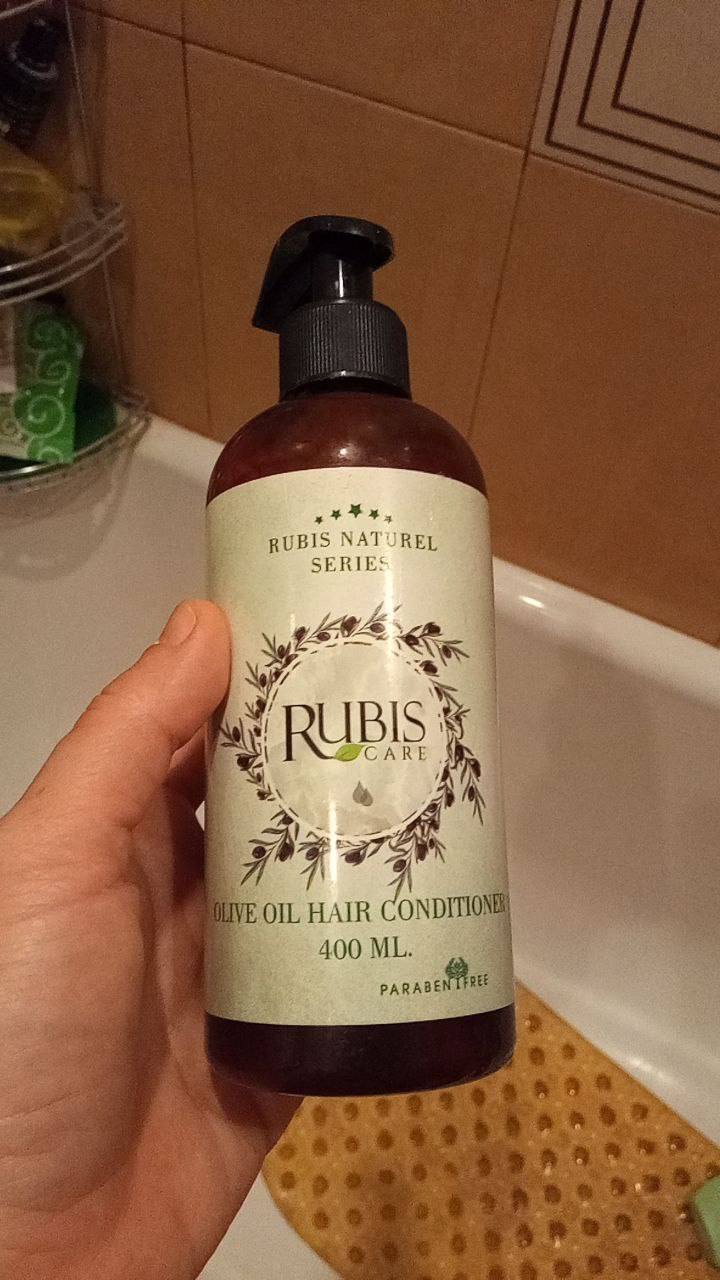 RUBIS NATUREL
SERIES
RUBIS
CARE
OLIVE OIL HAIR CONDITIONER
400 ML.
PARABEN FREE